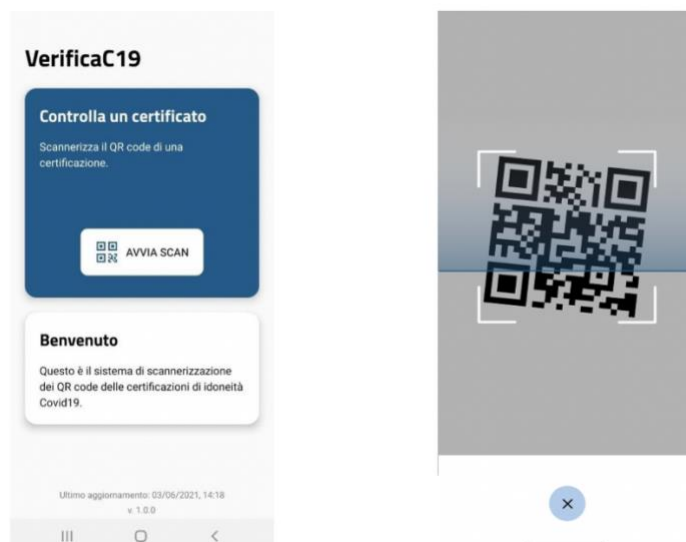 VerificaC19
Controlla un certificato
Scannerizza il QR code di una
certificazione.
AVVIA SCAN
Benvenuto
Questo è il sistema di scannerizzazione
dei QR code delle certificazioni di idoneità
Covid19.
Ultimo aggiornamento: 03/06/2021, 14:18
v. 1.0.0